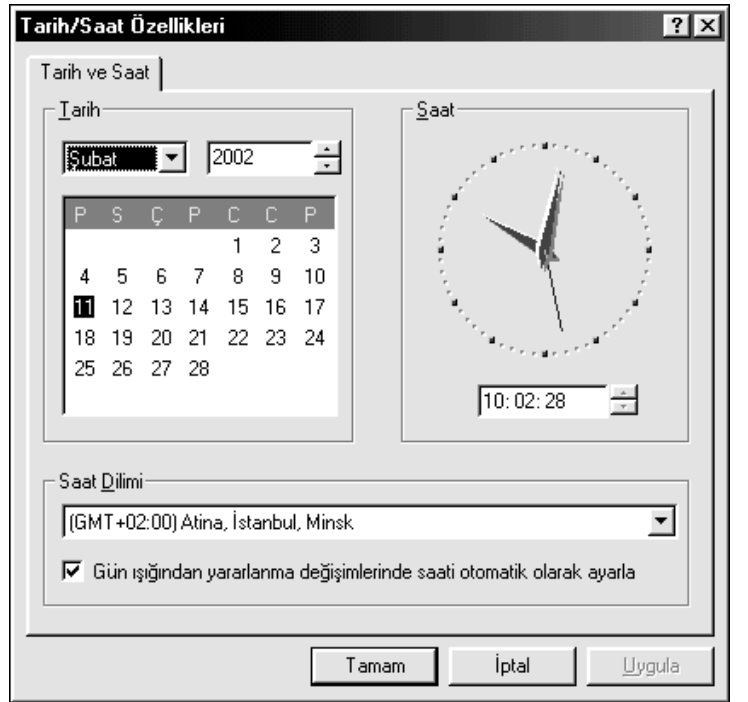 Tarih/Saat Özellikleri
Tarih ve Saat
Tarih
Şubat 2002
P S Ç P C C P
1 2 3
4 5 6 7 8 9 10
11 12 13 14 15 16 17
18 19 20 21 22 23 24
25 26 27 28
Saat
10:02:28
Saat Dilimi
(GMT+02:00) Atina, İstanbul, Minsk
Gün ışığından yararlanma değişimlerinde saati otomatik olarak ayarla
Tamam İptal Uygula